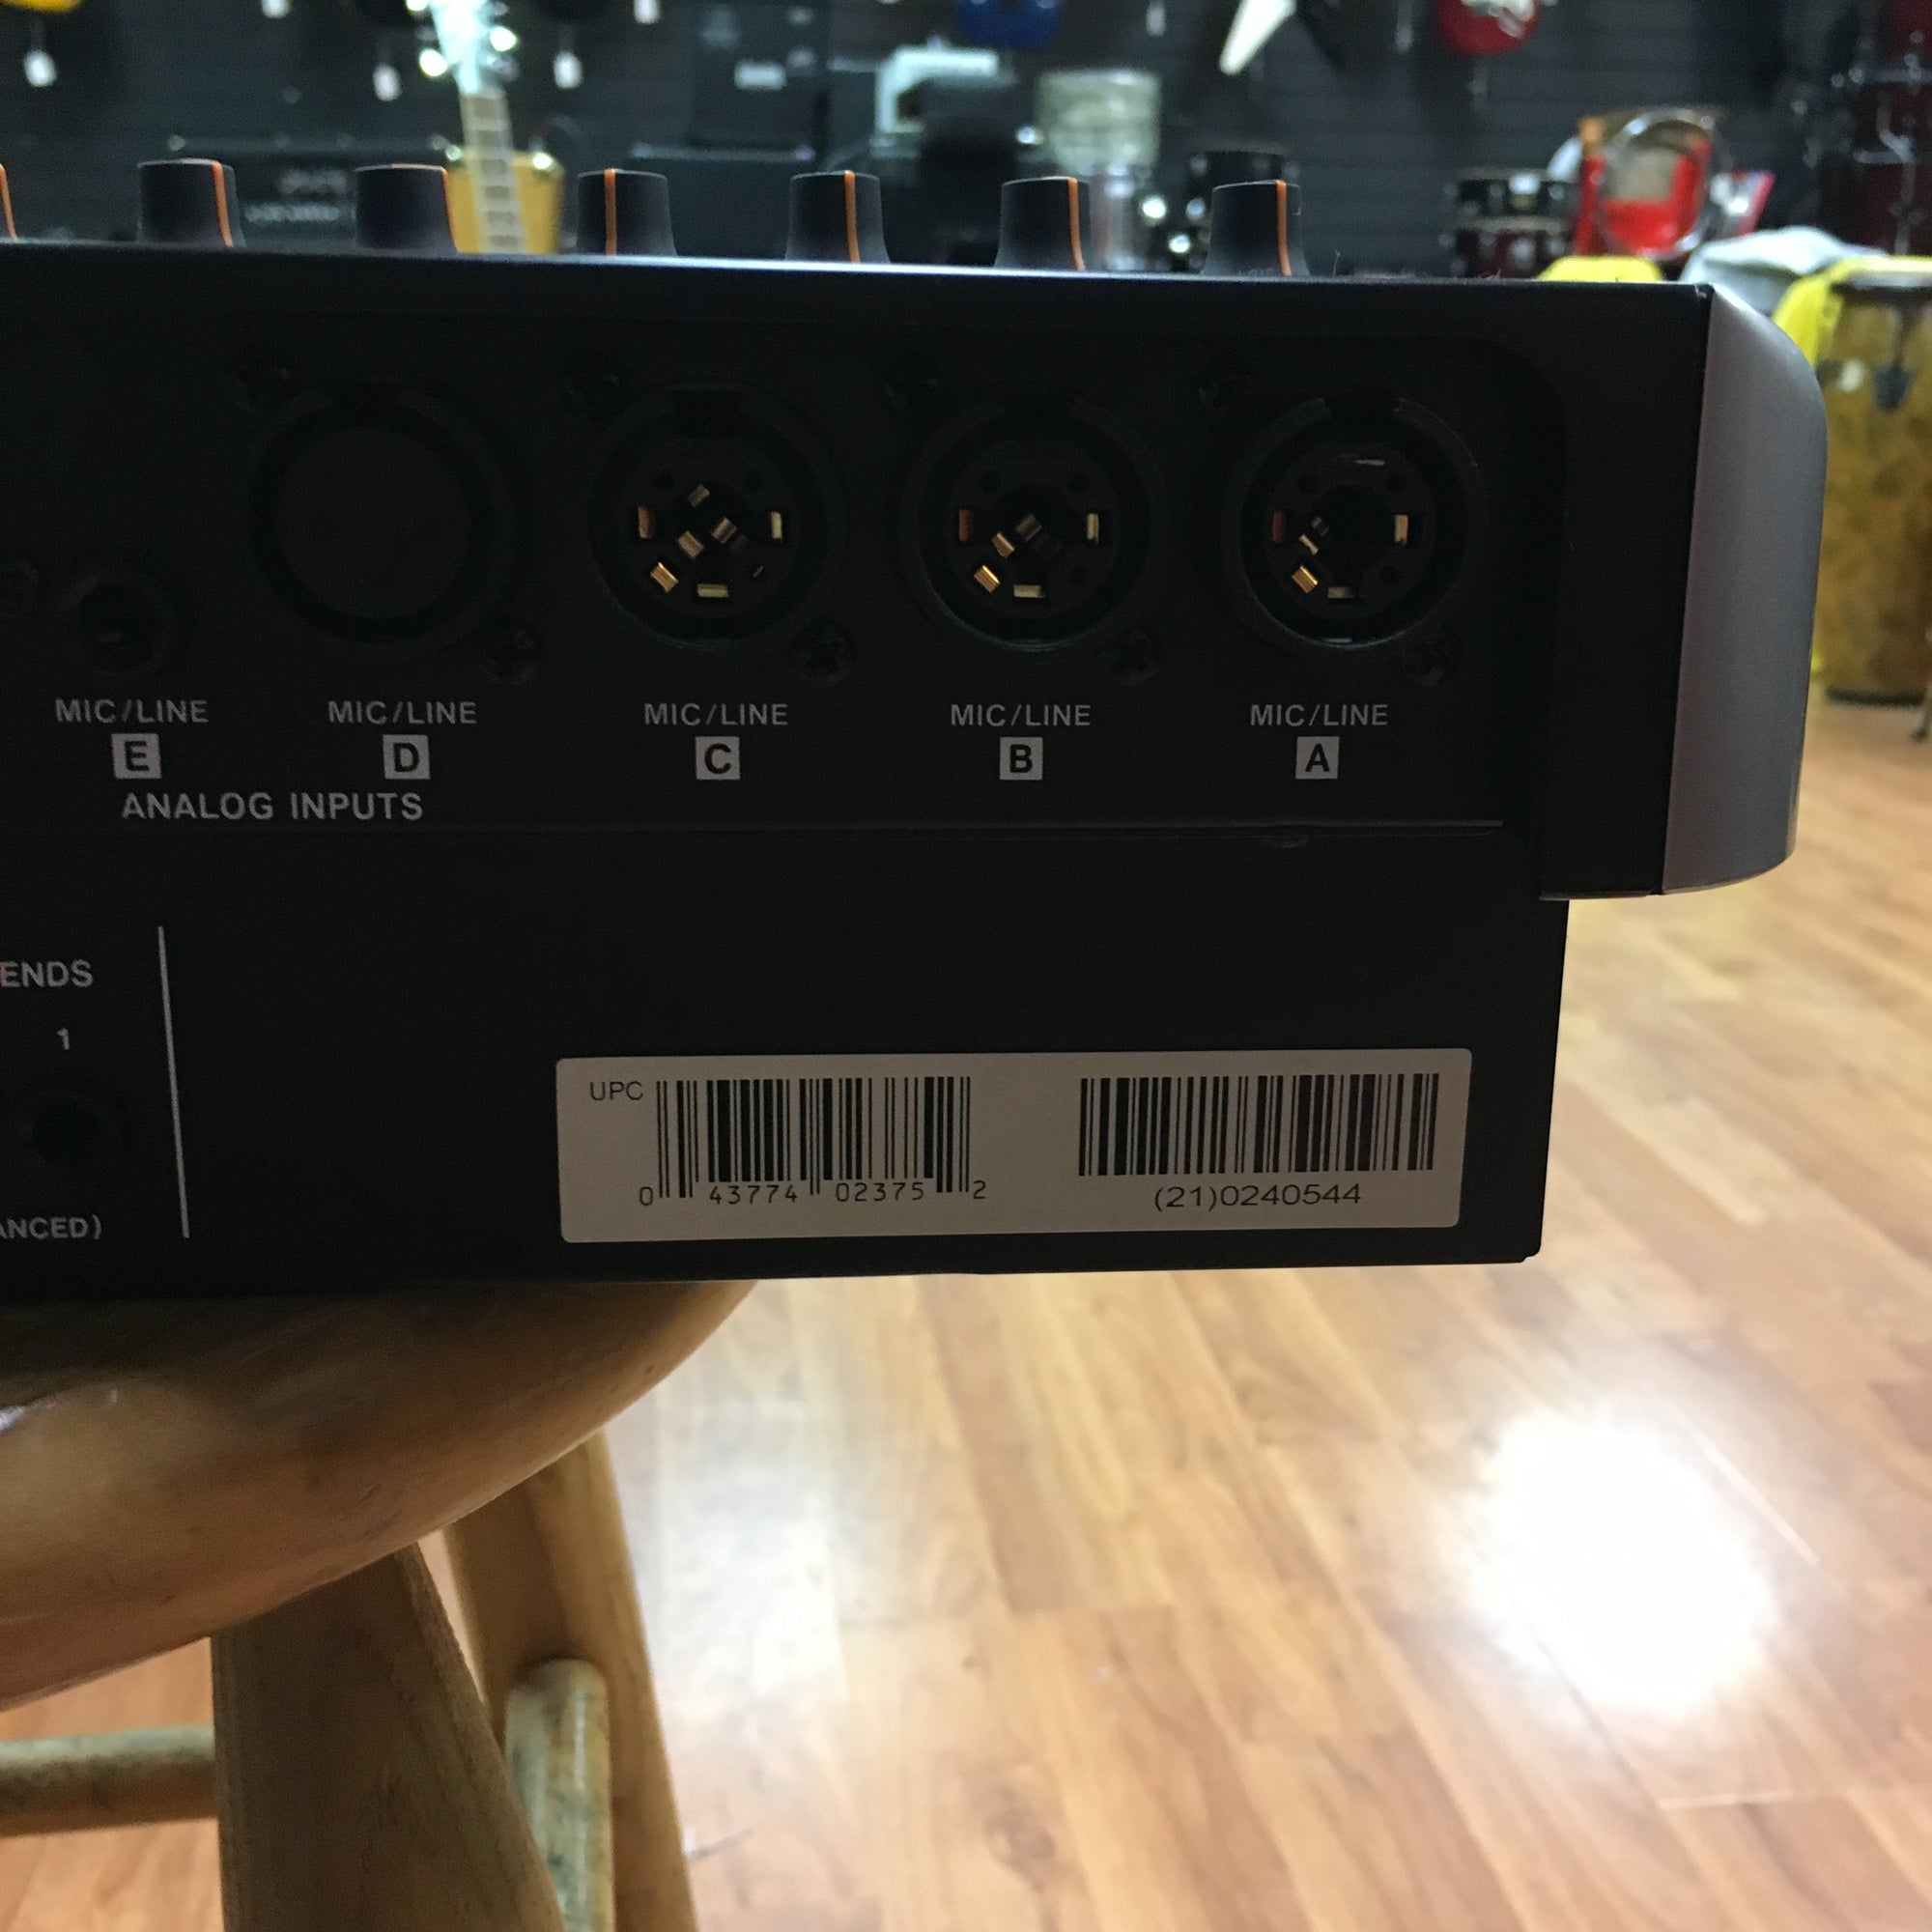 MIC/LINE MIC/LINE MIC/LINE MIC/LINE MIC/LINE
E D C B A
ANALOG INPUTS
ENDS
1
ANCED)
UPC
0 43774 02375 2
(21)0240544